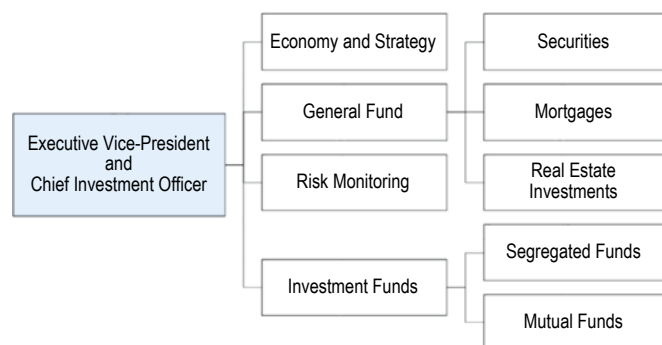 Executive Vice-President
and
Chief Investment Officer
Economy and Strategy
General Fund
Risk Monitoring
Investment Funds
Securities
Mortgages
Real Estate
Investments
Segregated Funds
Mutual Funds